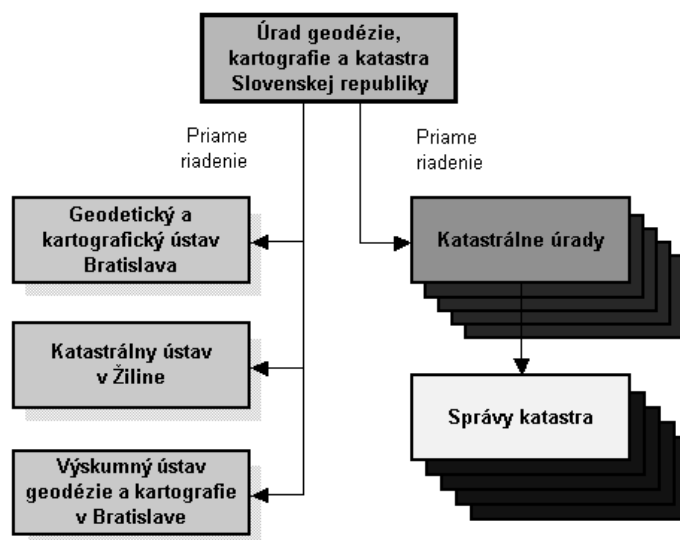 Úrad geodézie,
kartografie a katastra
Slovenskej republiky
Priame
riadenie
Priame
riadenie
Geodetický a
kartografický ústav
Bratislava
Katastrálne úrady
Katastrálny ústav
v Žiline
Správy katastra
Výskumný ústav
geodézie a kartografie
v Bratislave